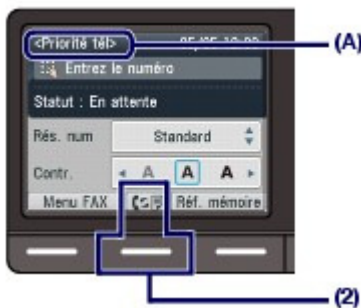 <Priorité tél>
(A)
Entrez le numéro
Statut : En attente
Rés. num Standard
Contr. A A A
Menu FAX Réf. mémoire
(2)